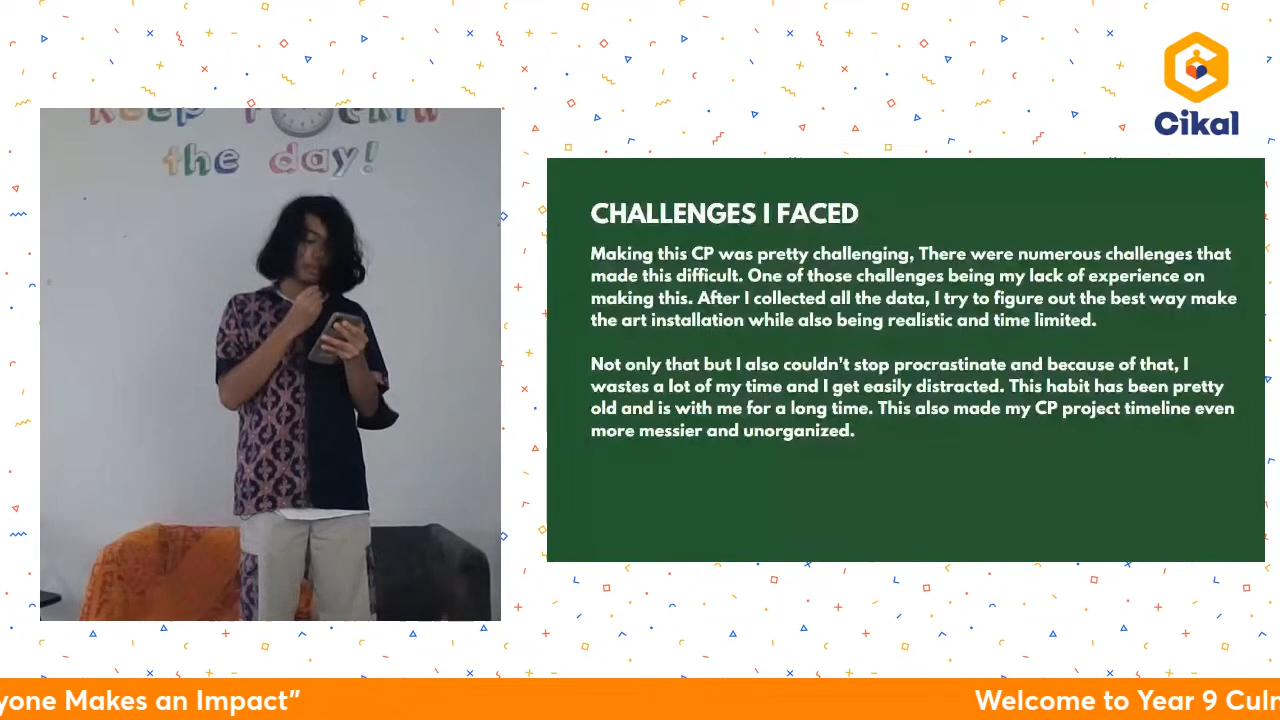 Keep rockin
the day!
Cikal
CHALLENGES I FACED
Making this CP was pretty challenging, There were numerous challenges that
made this difficult. One of those challenges being my lack of experience on
making this. After I collected all the data, I try to figure out the best way make
the art installation while also being realistic and time limited.
Not only that but I also couldn't stop procrastinate and because of that, I
wastes a lot of my time and I get easily distracted. This habit has been pretty
old and is with me for a long time. This also made my CP project timeline even
more messier and unorganized.
yone Makes an Impact” Welcome to Year 9 Culm